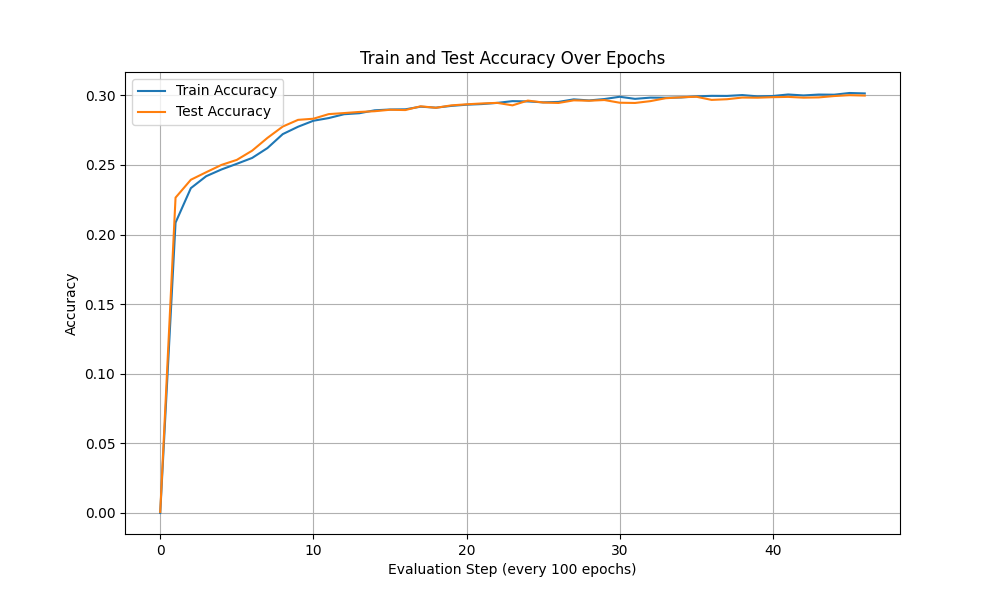 Train and Test Accuracy Over Epochs
Train Accuracy
Test Accuracy
0.30
0.25
0.20
0.15
0.10
0.05
0.00
Accuracy
0 10 20 30 40
Evaluation Step (every 100 epochs)